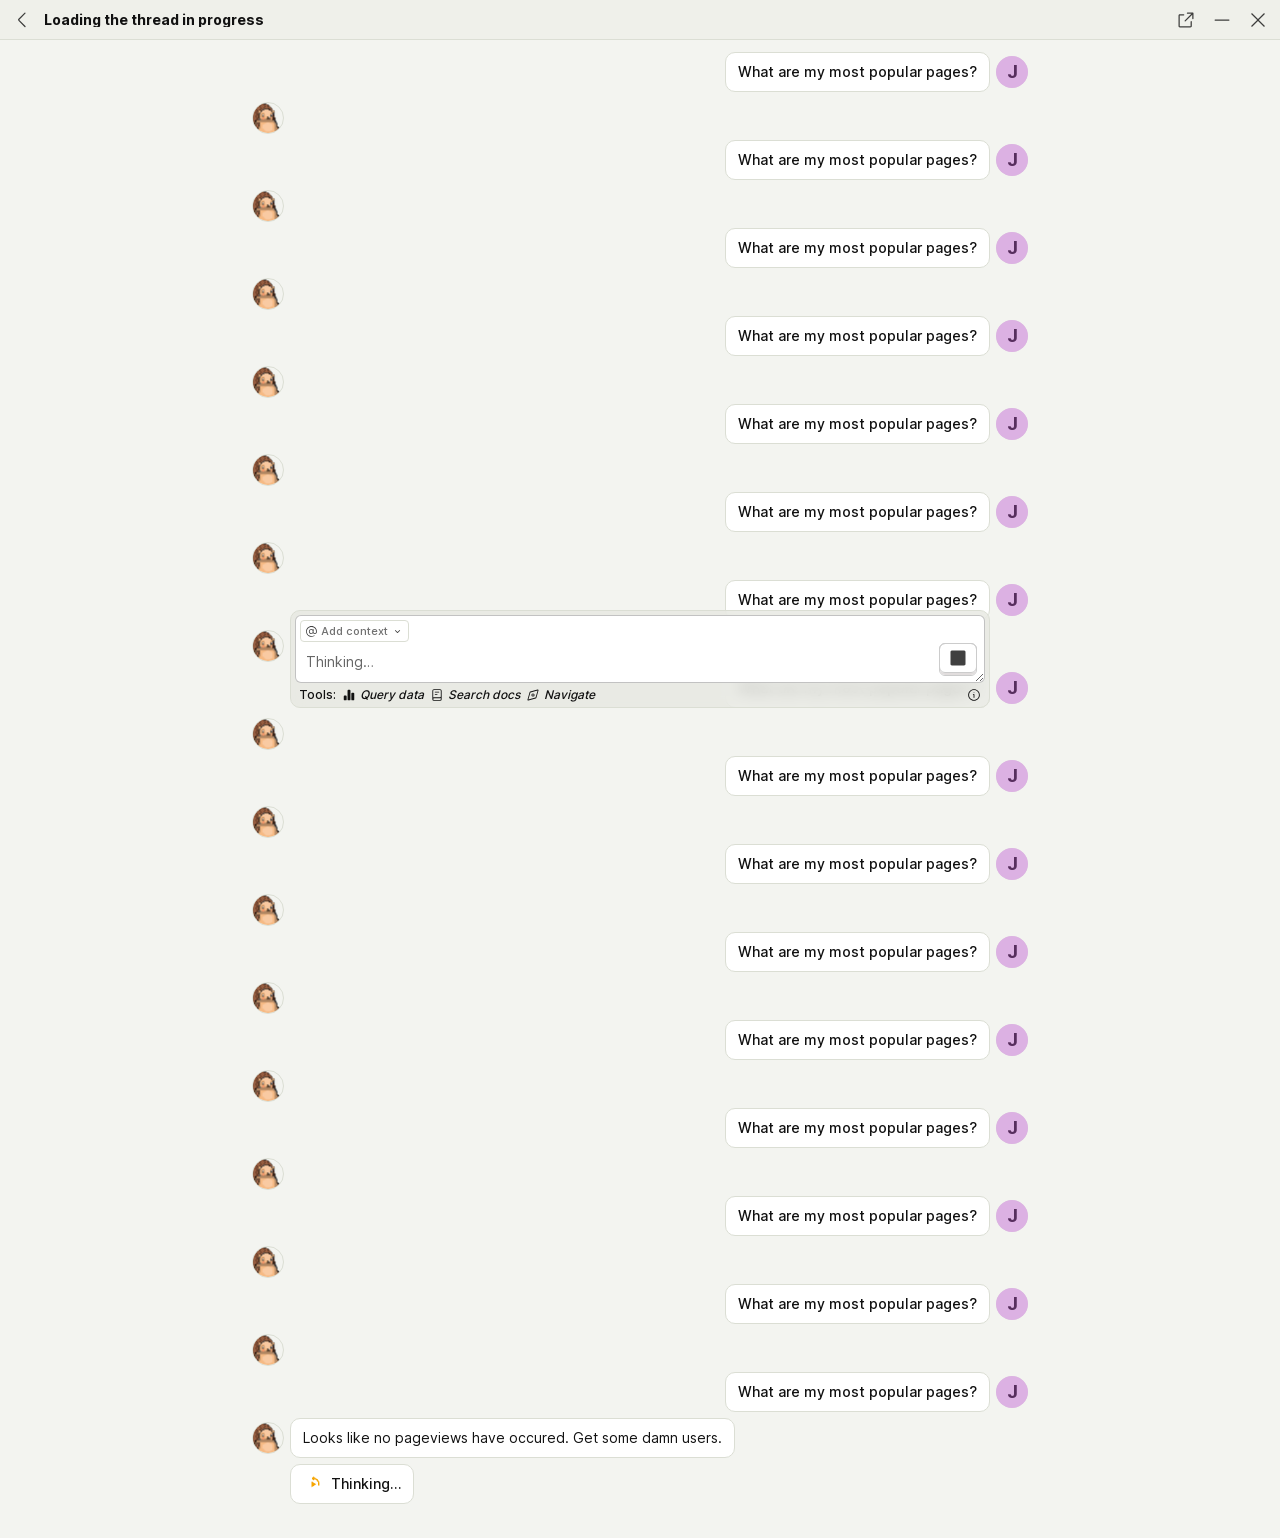 Loading the thread in progress
What are my most popular pages?
J
What are my most popular pages?
J
What are my most popular pages?
J
What are my most popular pages?
J
What are my most popular pages?
J
What are my most popular pages?
J
What are my most popular pages?
J
@ Add context
Thinking...
J
Tools: Query data Search docs Navigate
What are my most popular pages?
J
What are my most popular pages?
J
What are my most popular pages?
J
What are my most popular pages?
J
What are my most popular pages?
J
What are my most popular pages?
J
What are my most popular pages?
J
What are my most popular pages?
J
Looks like no pageviews have occured. Get some damn users.
Thinking...